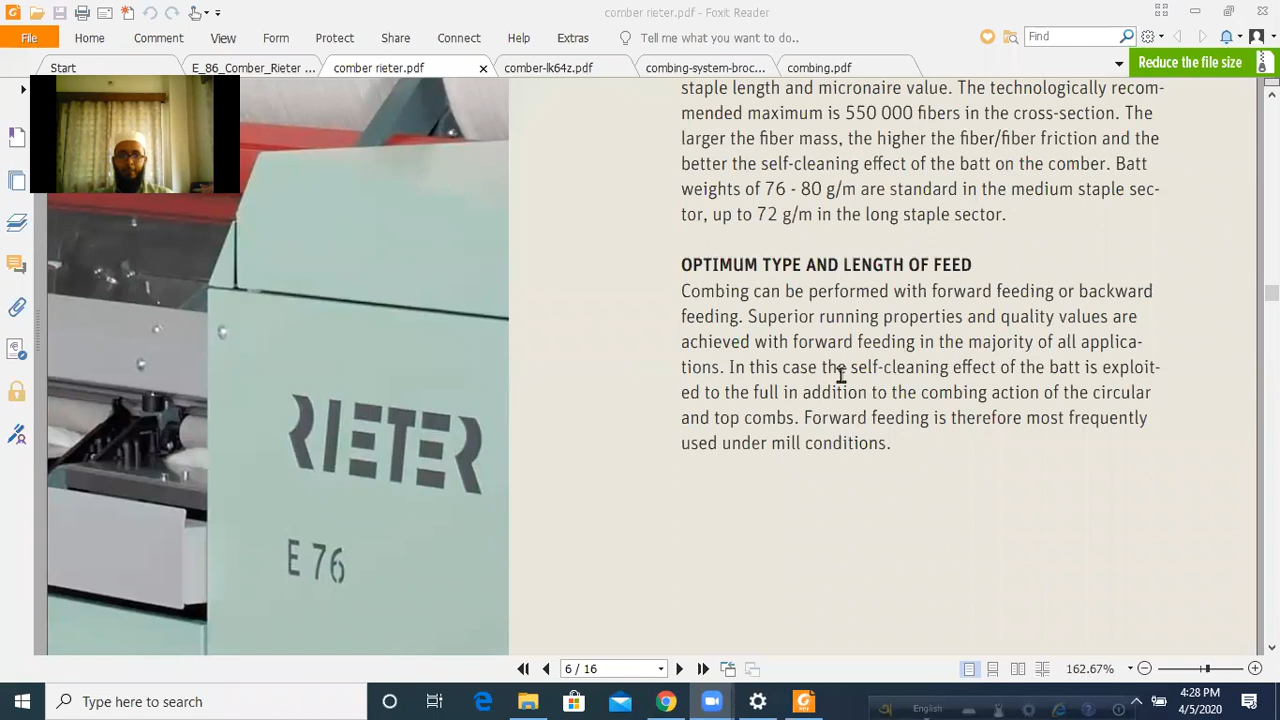 comber rieter.pdf - Foxit Reader
File Home Comment View Form Protect Share Connect Help Extras Tell me what you want to do.. Find
Start E_86_Comber_Rieter ... comber rieter.pdf comber-lk64z.pdf combing-system-broc... combing.pdf Reduce the file size
staple length and micronaire value. The technologically recom-
mended maximum is 550 000 fibers in the cross-section. The
larger the fiber mass, the higher the fiber/fiber friction and the
better the self-cleaning effect of the batt on the comber. Batt
weights of 76 - 80 g/m are standard in the medium staple sec-
tor, up to 72 g/m in the long staple sector.
OPTIMUM TYPE AND LENGTH OF FEED
Combing can be performed with forward feeding or backward
feeding. Superior running properties and quality values are
achieved with forward feeding in the majority of all applica-
tions. In this case the self-cleaning effect of the batt is exploit-
ed to the full in addition to the combing action of the circular
and top combs. Forward feeding is therefore most frequently
used under mill conditions.
RIETER
E 76
6 / 16 162.67%
Type here to search
English
4:28 PM
4/5/2020